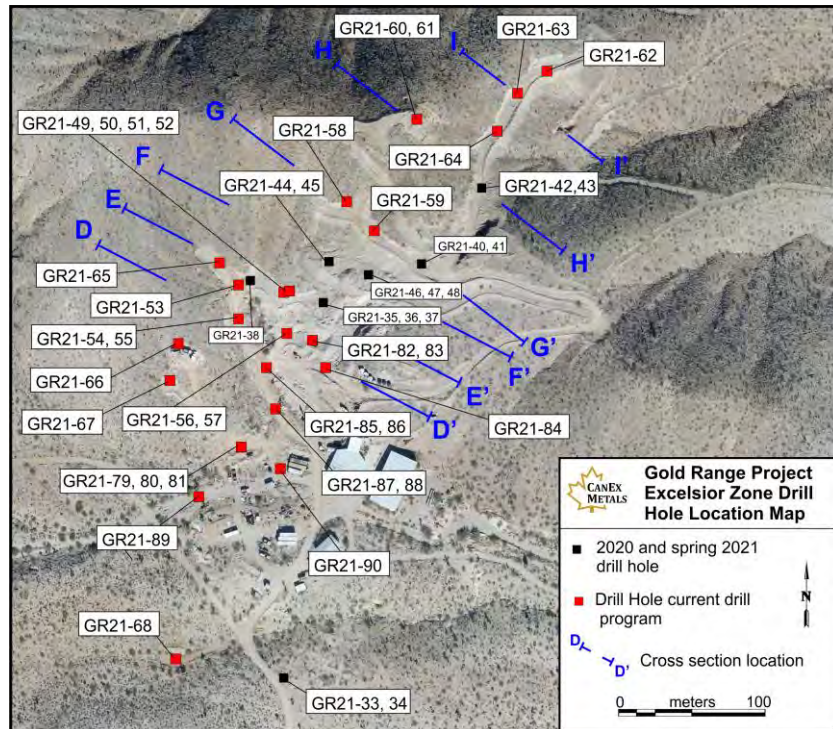 GR21-60, 61
I
GR21-63
GR21-62
H
GR21-49, 50, 51, 52
G
GR21-58
GR21-64
I'
F
GR21-44, 45
GR21-42,43
E
GR21-59
D
GR21-40, 41
H'
GR21-65
GR21-53
GR21-46, 47, 48
GR21-38
GR21-35, 36, 37
G'
GR21-54, 55
F'
GR21-66
GR21-82, 83
E'
GR21-67
D'
GR21-56, 57
GR21-85, 86
GR21-84
GR21-79, 80, 81
GR21-87, 88
GR21-89
GR21-90
GR21-68
GR21-33, 34
CANEX
METALS
Gold Range Project
Excelsior Zone Drill
Hole Location Map
2020 and spring 2021
drill hole
Drill Hole current drill
program
N
D
D'
Cross section location
0 meters 100